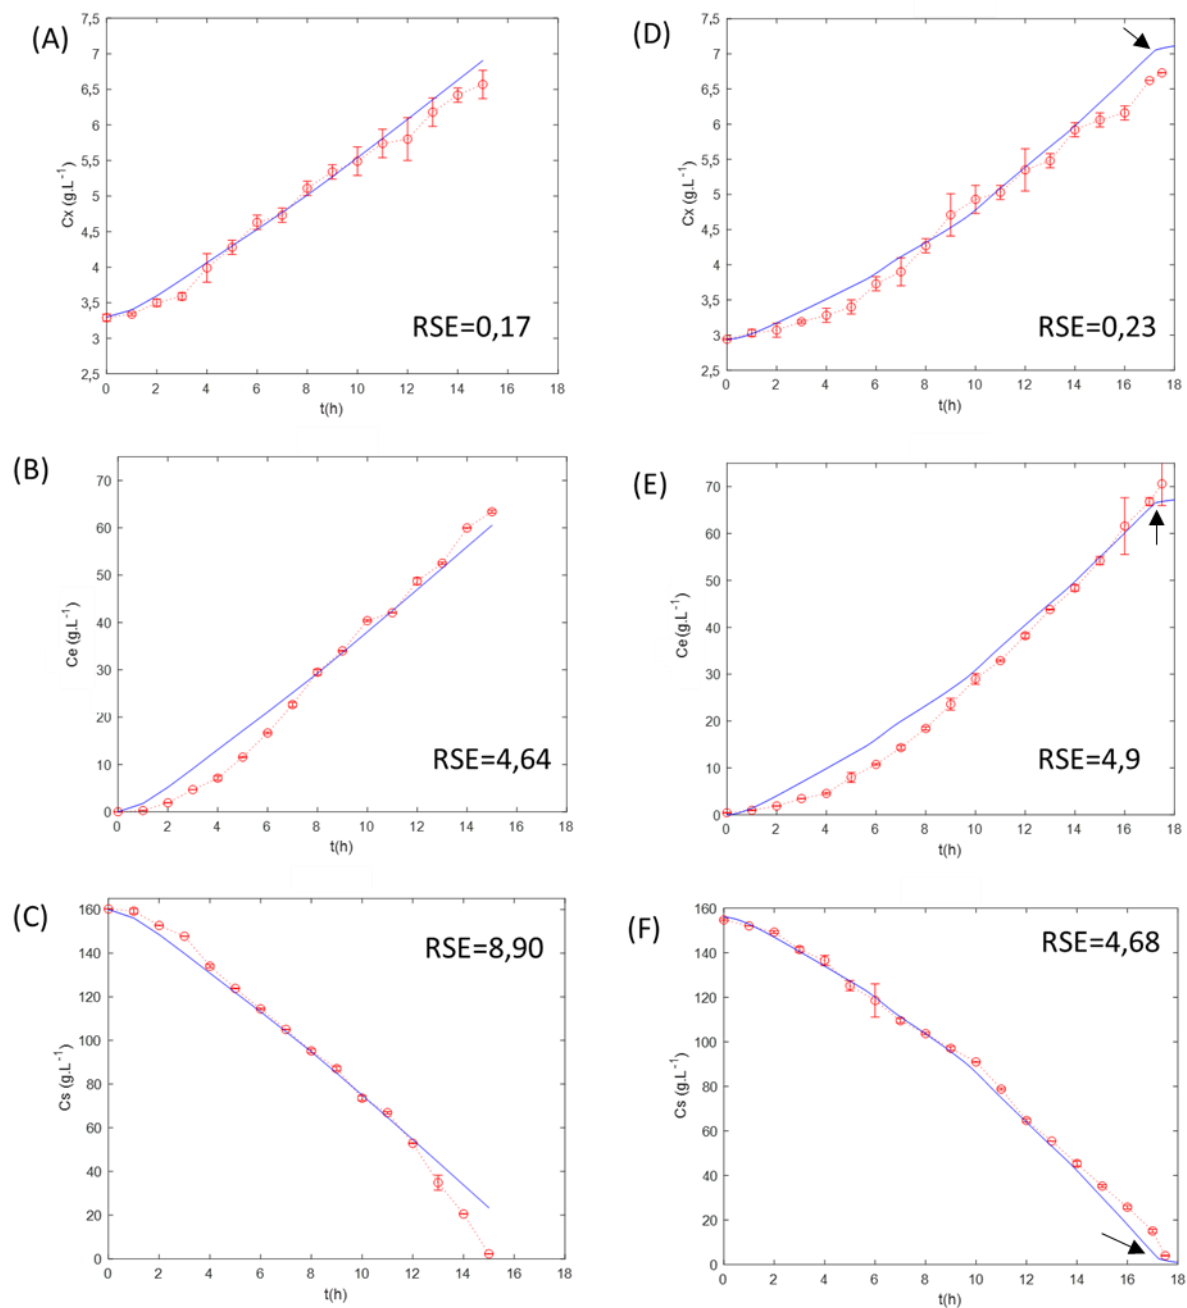 (A)
7,5
7
6,5
6
5,5
5
4,5
4
3,5
3
2,5
Cx (g.L⁻¹)
RSE=0,17
0 2 4 6 8 10 12 14 16 18
t(h)
(D)
7,5
7
6,5
6
5,5
5
4,5
4
3,5
3
2,5
Cx (g.L⁻¹)
RSE=0,23
0 2 4 6 8 10 12 14 16 18
t(h)
(B)
70
60
50
40
30
20
10
0
Ce (g.L⁻¹)
RSE=4,64
0 2 4 6 8 10 12 14 16 18
t(h)
(E)
70
60
50
40
30
20
10
0
Ce (g.L⁻¹)
RSE=4,9
0 2 4 6 8 10 12 14 16 18
t(h)
(C)
160
140
120
100
80
60
40
20
0
Cs (g.L⁻¹)
RSE=8,90
0 2 4 6 8 10 12 14 16 18
t(h)
(F)
160
140
120
100
80
60
40
20
0
Cs (g.L⁻¹)
RSE=4,68
0 2 4 6 8 10 12 14 16 18
t(h)